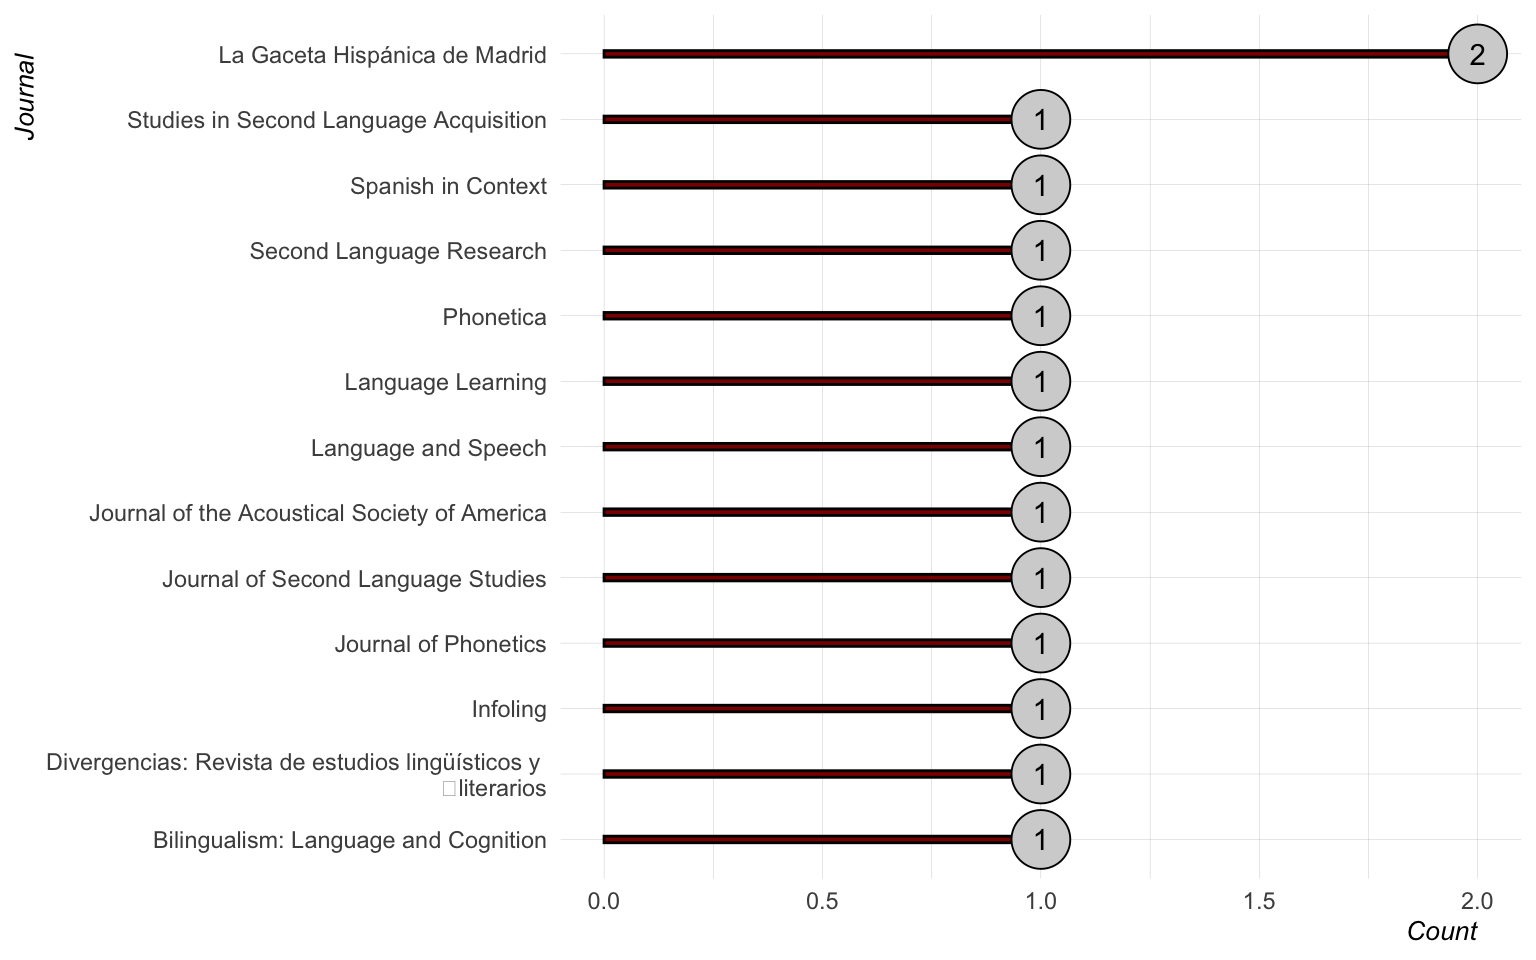 Journal
La Gaceta Hispánica de Madrid
2
Studies in Second Language Acquisition
1
Spanish in Context
1
Second Language Research
1
Phonetica
1
Language Learning
1
Language and Speech
1
Journal of the Acoustical Society of America
1
Journal of Second Language Studies
1
Journal of Phonetics
1
Infoling
1
Divergencias: Revista de estudios lingüísticos y
literarios
1
Bilingualism: Language and Cognition
1
0.0 0.5 1.0 1.5 2.0
Count